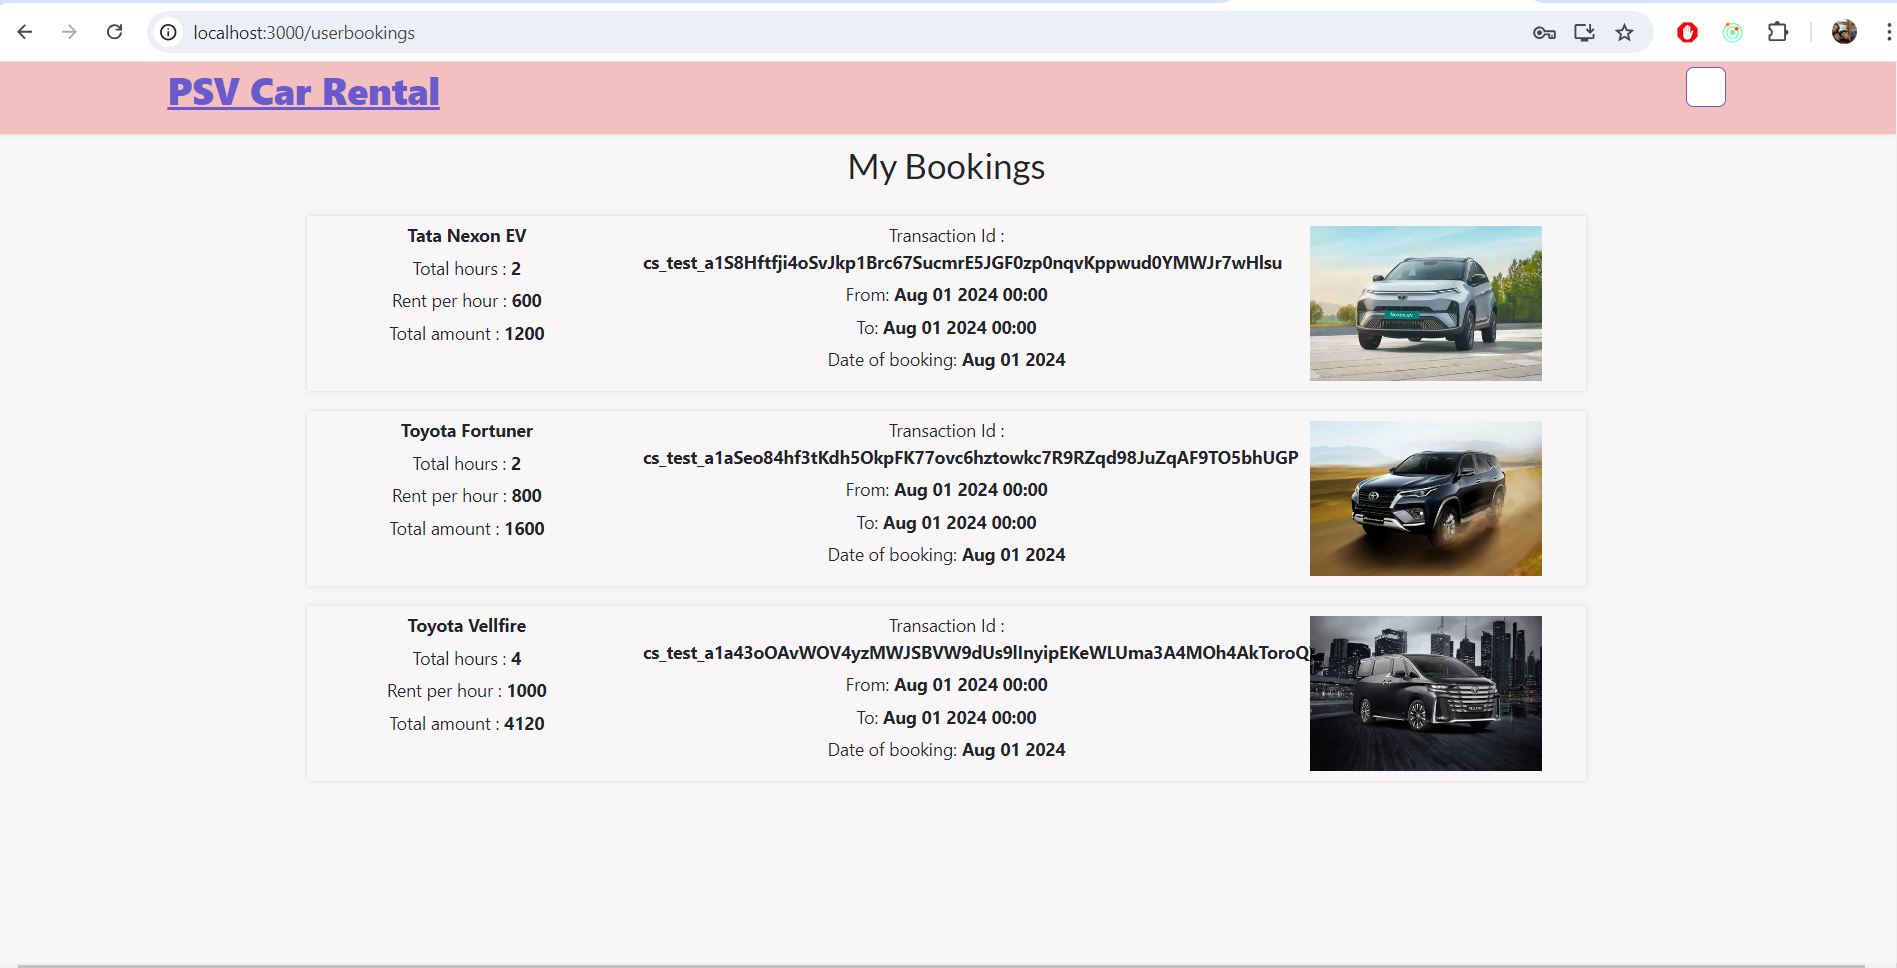 localhost:3000/userbookings
PSV Car Rental
My Bookings
Tata Nexon EV
Total hours : 2
Rent per hour : 600
Total amount : 1200
Transaction Id :
cs_test_a1S8Hftfji4oSvJkp1Brc67SucmrE5JGF0zp0nqvKppwud0YMWJr7wHlsu
From: Aug 01 2024 00:00
To: Aug 01 2024 00:00
Date of booking: Aug 01 2024
Nexon.ev
Toyota Fortuner
Total hours : 2
Rent per hour : 800
Total amount : 1600
Transaction Id :
cs_test_a1aSeo84hf3tKdh5OkpFK77ovc6hztowkc7R9RZqd98JuZqAF9TO5bhUGP
From: Aug 01 2024 00:00
To: Aug 01 2024 00:00
Date of booking: Aug 01 2024
Toyota Vellfire
Total hours : 4
Rent per hour : 1000
Total amount : 4120
Transaction Id :
cs_test_a1a43oOAvWOV4yzMWJSBVW9dUs9lInyipEKeWLUma3A4MOh4AkToroQ
From: Aug 01 2024 00:00
To: Aug 01 2024 00:00
Date of booking: Aug 01 2024